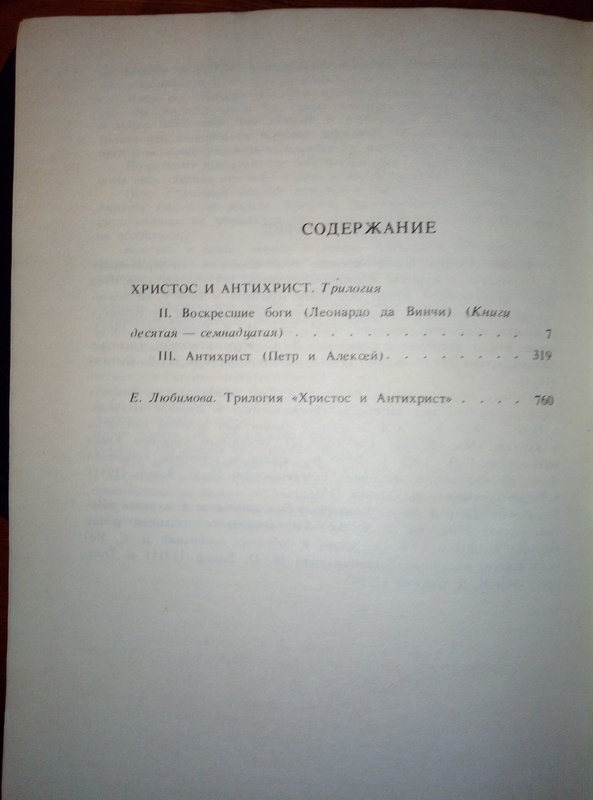 СОДЕРЖАНИЕ
ХРИСТОС И АНТИХРИСТ. Трилогия
II. Воскресшие боги (Леонардо да Винчи) (Книги
десятая — семнадцатая) . . . . . . . . . . . . . . 7
III. Антихрист (Петр и Алексей). . . . . . . . 319
Е. Любимова. Трилогия «Христос и Антихрист» . . . . 760